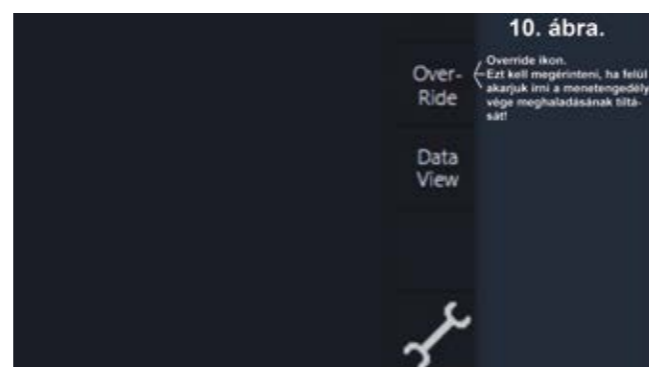 10. ábra.
Over-
Ride
Override ikon.
Ezt kell megérinteni, ha felül
akarjuk írni a menetengedély
vége meghaladásának tiltá-
sát!
Data
View